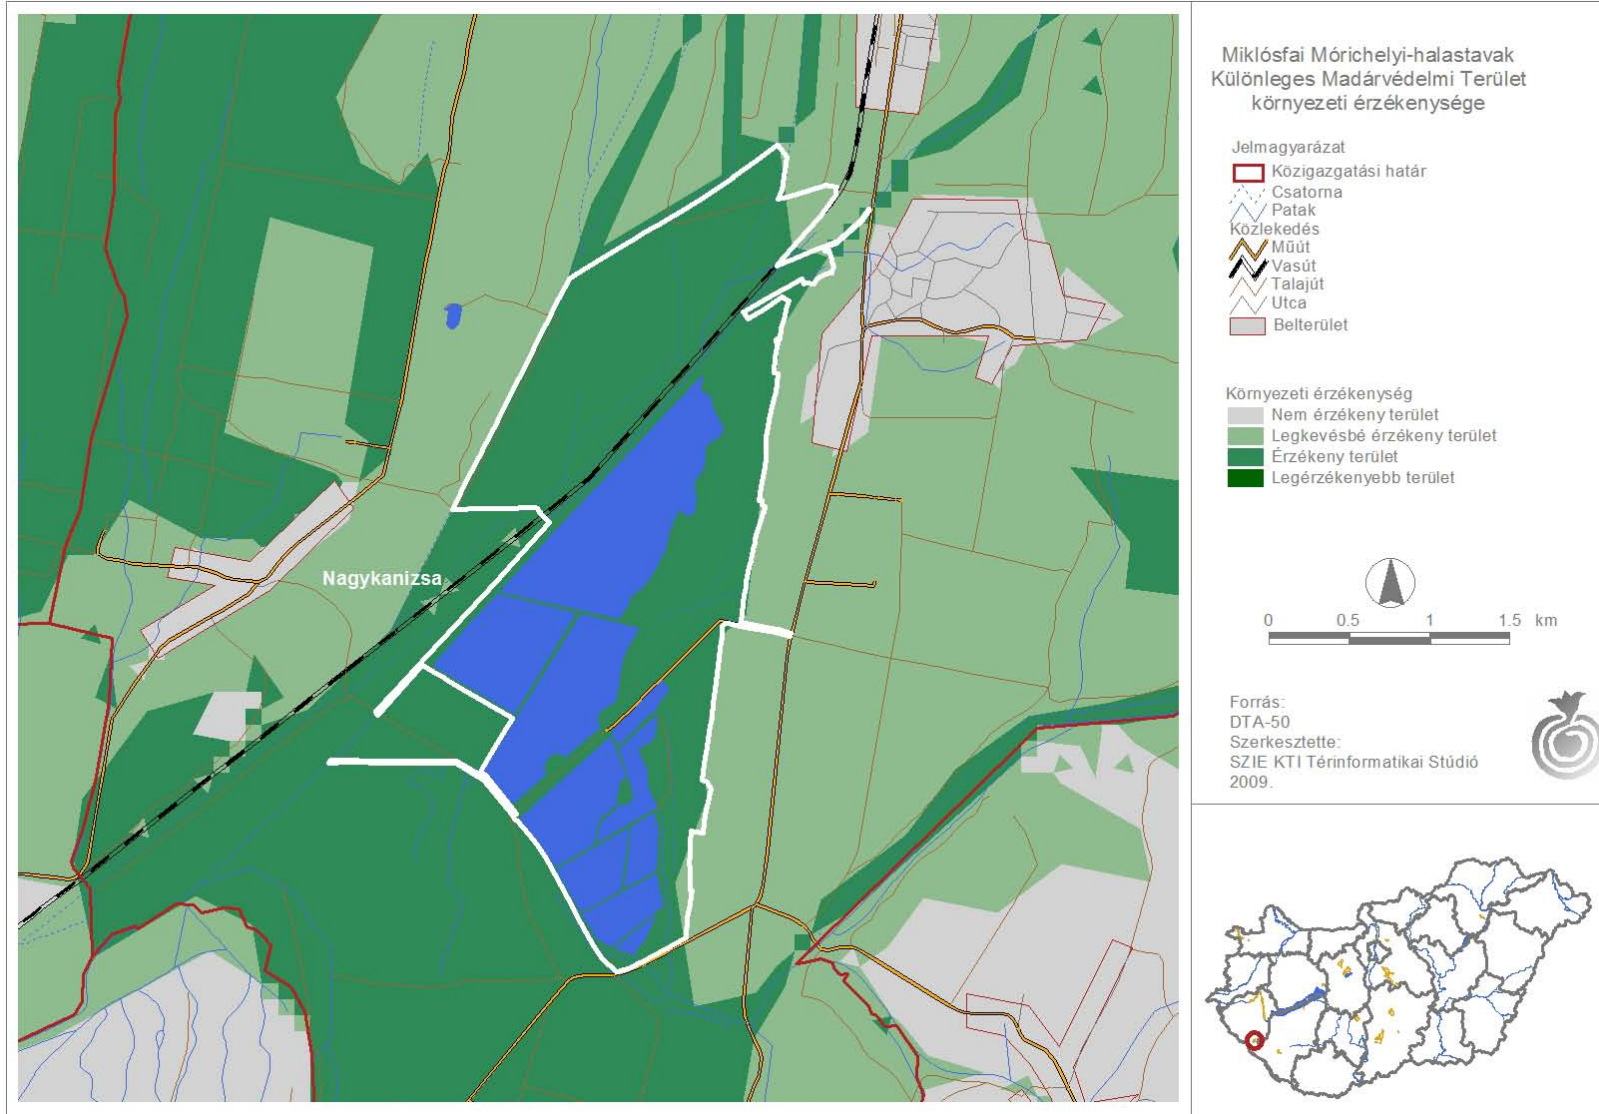 Miklósfai Mórichelyi-halastavak
Különleges Madárvédelmi Terület
környezeti érzékenysége
Jelmagyarázat
Közigazgatási határ
Csatorna
Patak
Közlekedés
Műút
Vasút
Talajút
Utca
Belterület
Környezeti érzékenység
Nem érzékeny terület
Legkevésbé érzékeny terület
Érzékeny terület
Legérzékenyebb terület
Nagykanizsa
0 0.5 1 1.5 km
Forrás:
DTA-50
Szerkesztette:
SZIE KTI Térinformatikai Stúdió
2009.